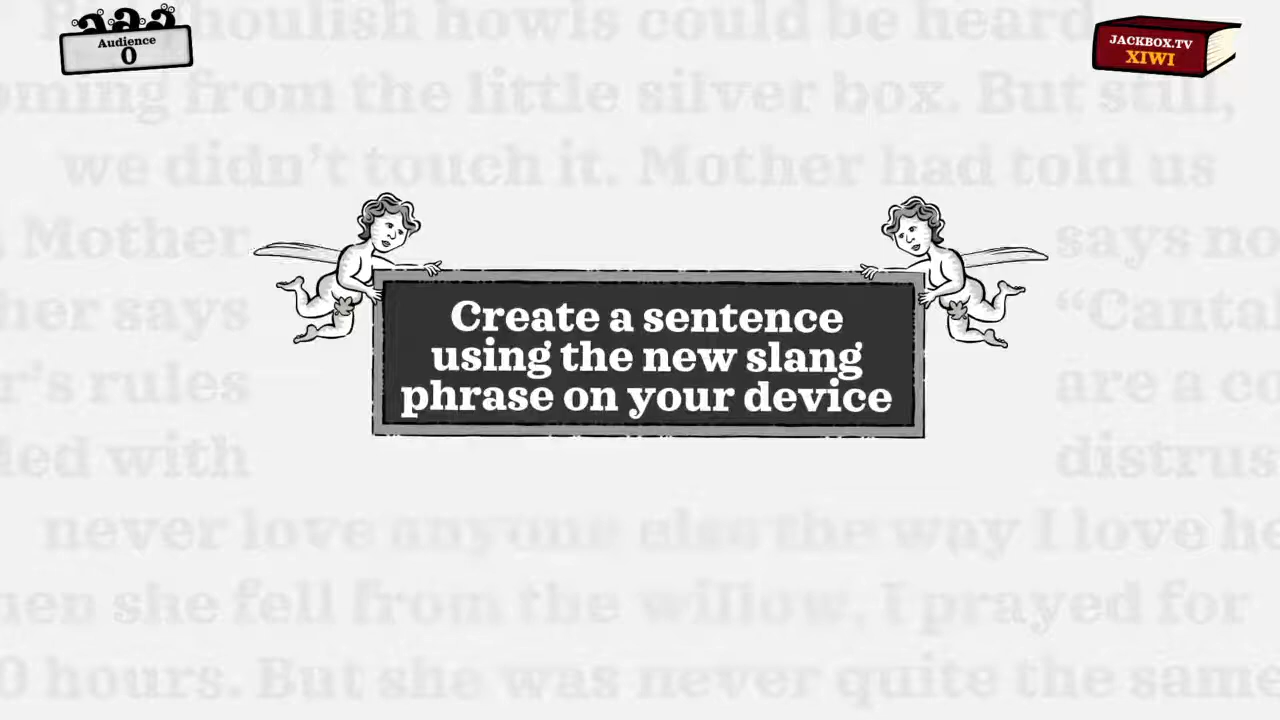 Audience
0
JACKBOX.TV
XIWI
ghoulish howls could be heard
oming from the little silver box. But still,
we didn't touch it. Mother had told us
Mother says no
her says "Cantal
r's rules are a co
led with distrus
never love anyone else the way I love he
hen she fell from the willow, I prayed for
0 hours. But she was never quite the same
Create a sentence
using the new slang
phrase on your device